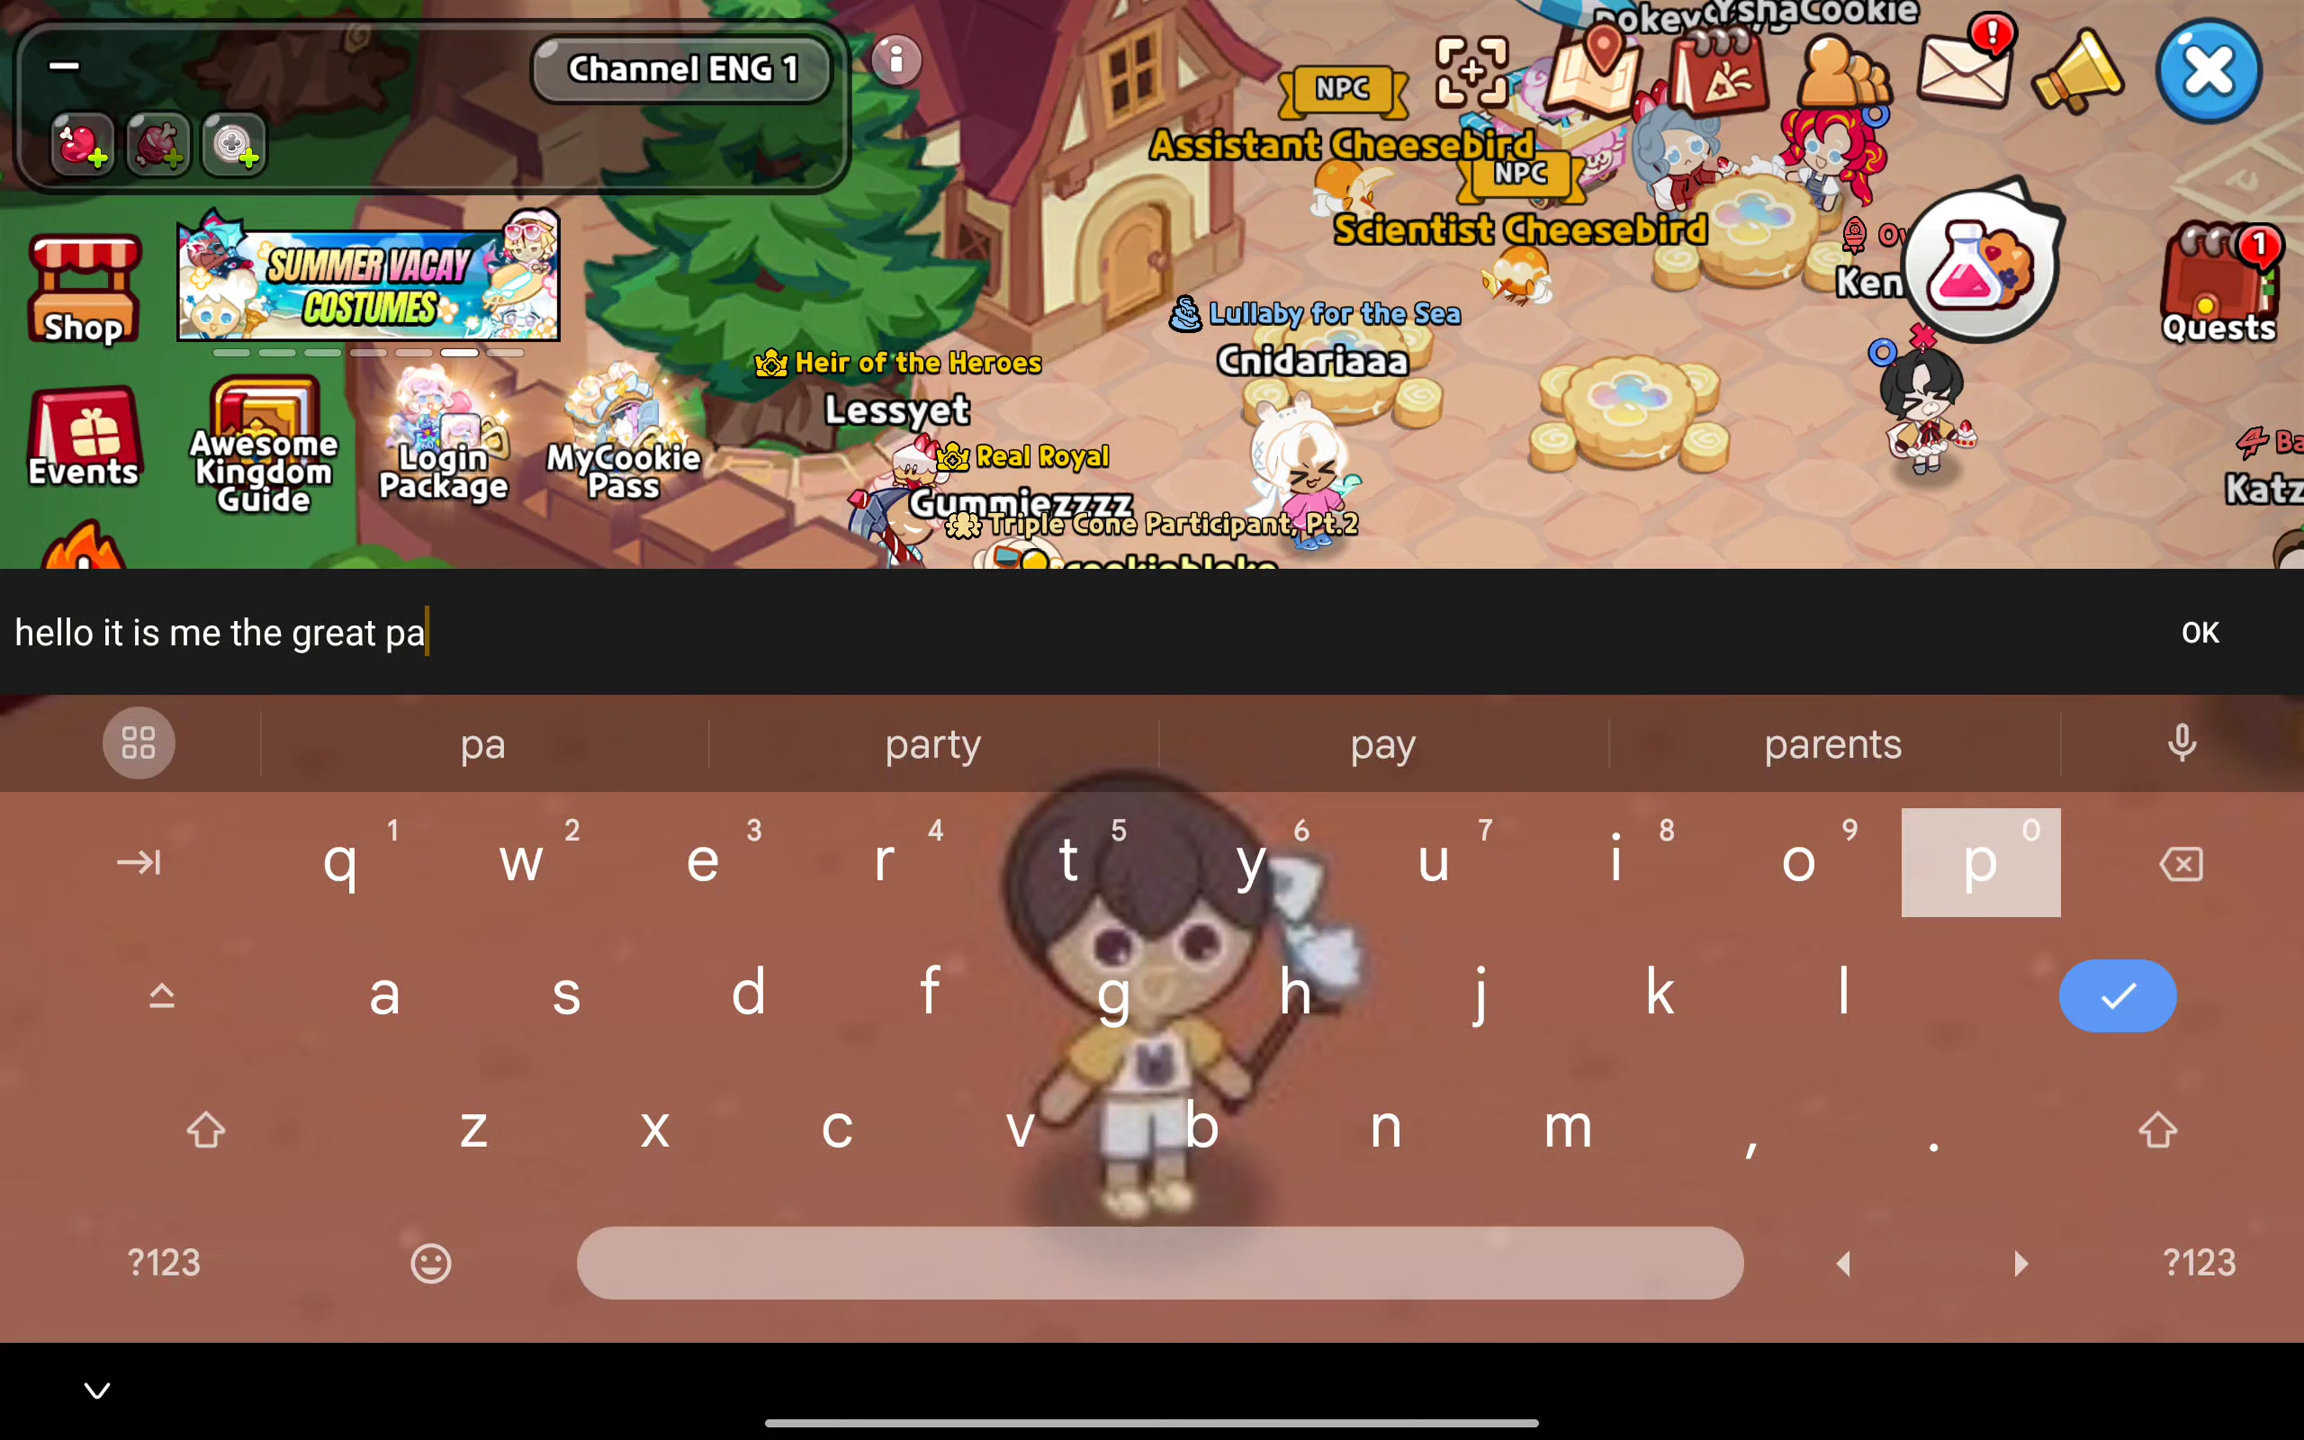 YshaCookie
Channel ENG 1
NPC
Assistant Cheesebird
NPC
Scientist Cheesebird
SUMMER VACAY
COSTUMES
Shop
Quests
1
Lullaby for the Sea
Cnidariaaa
Heir of the Heroes
Lessyet
Real Royal
Gummiezzzz
Triple Cone Participant, Pt.2
Events
Awesome
Kingdom
Guide
Login
Package
MyCookie
Pass
hello it is me the great pa
OK
pa party pay parents
q 1 w 2 e 3 r 4 t 5 y 6 u 7 i 8 o 9 p 0
a s d f g h j k l
z x c v b n m , .
?123 ?123